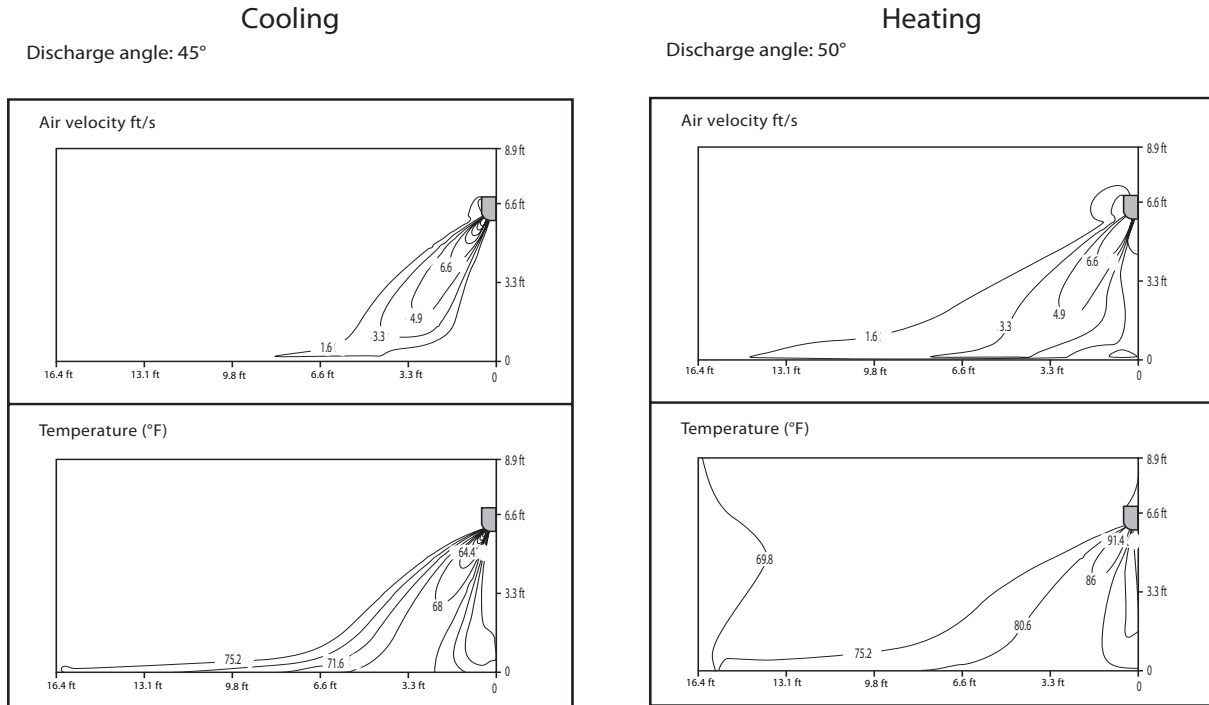 Cooling
Discharge angle: 45°
Air velocity ft/s
8.9 ft
6.6 ft
6.6
3.3 ft
4.9
3.3
1.6
0
16.4 ft 13.1 ft 9.8 ft 6.6 ft 3.3 ft 0
Temperature (°F)
8.9 ft
6.6 ft
64.4
3.3 ft
68
75.2 71.6
0
16.4 ft 13.1 ft 9.8 ft 6.6 ft 3.3 ft 0
Heating
Discharge angle: 50°
Air velocity ft/s
8.9 ft
6.6 ft
6.6
3.3 ft
4.9
3.3
1.6
0
16.4 ft 13.1 ft 9.8 ft 6.6 ft 3.3 ft 0
Temperature (°F)
8.9 ft
6.6 ft
91.4
69.8 86
3.3 ft
80.6
75.2
0
16.4 ft 13.1 ft 9.8 ft 6.6 ft 3.3 ft 0